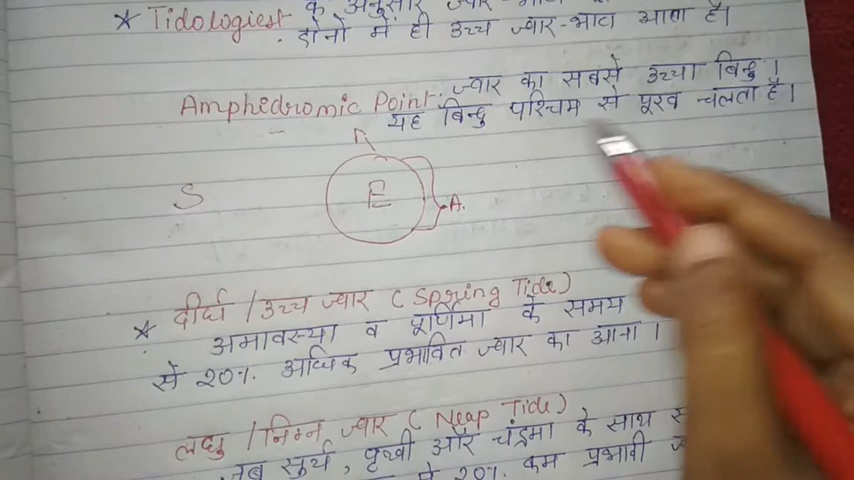 के अनुसार ज्वार-
* Tidologiest दोनो में ही उच्च ज्वार-भाटा आता है।
Amphedromic Point. ज्वार का सबसे उच्चा बिन्दु।
यह बिन्दु पश्चिम से पूरब चलता है।
S E A.
* दीर्घ / उच्च ज्वार ( Spring Tide )
अमावस्या व पूर्णिमा के समय
से 20%. अधिक प्रभावित ज्वार का आना।
लघु / निम्न ज्वार ( Neap Tide )
जब सुर्य, पृथ्वी और चंद्रमा के साथ
से 20%. कम प्रभावी